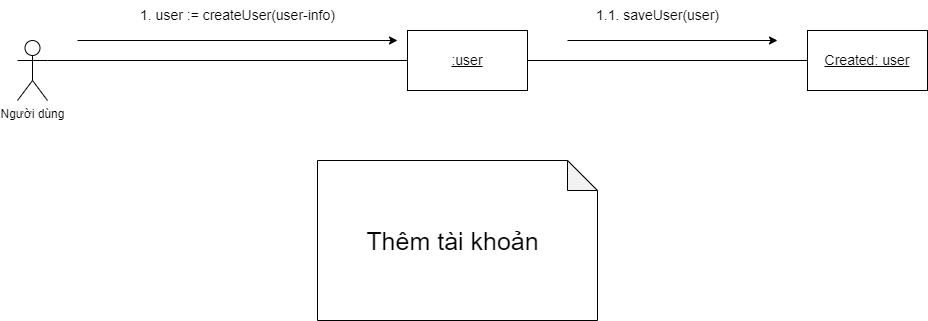 1. user := createUser(user-info)
1.1. saveUser(user)
:user
Created: user
Người dùng
Thêm tài khoản